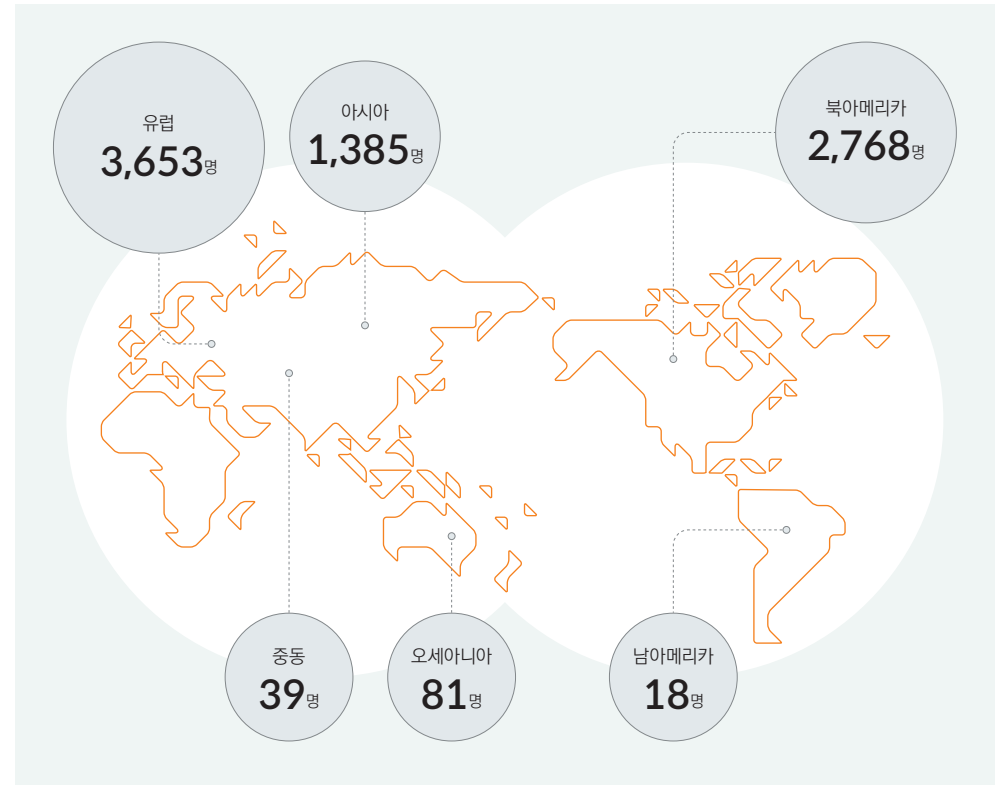 유럽
3,653명
아시아
1,385명
북아메리카
2,768명
중동
39명
오세아니아
81명
남아메리카
18명